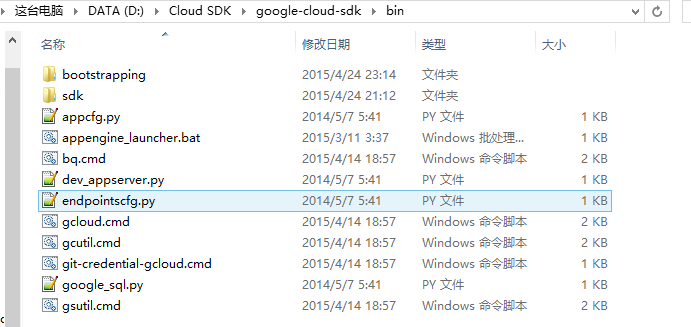 这台电脑 ▸ DATA (D:) ▸ Cloud SDK ▸ google-cloud-sdk ▸ bin
名称 修改日期 类型 大小
bootstrapping 2015/4/24 23:14 文件夹
sdk 2015/4/24 21:12 文件夹
appcfg.py 2014/5/7 5:41 PY 文件 1 KB
appengine_launcher.bat 2015/3/11 3:37 Windows 批处理... 1 KB
bq.cmd 2015/4/14 18:57 Windows 命令脚本 2 KB
dev_appserver.py 2014/5/7 5:41 PY 文件 1 KB
endpointscfg.py 2014/5/7 5:41 PY 文件 1 KB
gcloud.cmd 2015/4/14 18:57 Windows 命令脚本 2 KB
gcutil.cmd 2015/4/14 18:57 Windows 命令脚本 2 KB
git-credential-gcloud.cmd 2015/4/14 18:57 Windows 命令脚本 1 KB
google_sql.py 2014/5/7 5:41 PY 文件 1 KB
gsutil.cmd 2015/4/14 18:57 Windows 命令脚本 2 KB